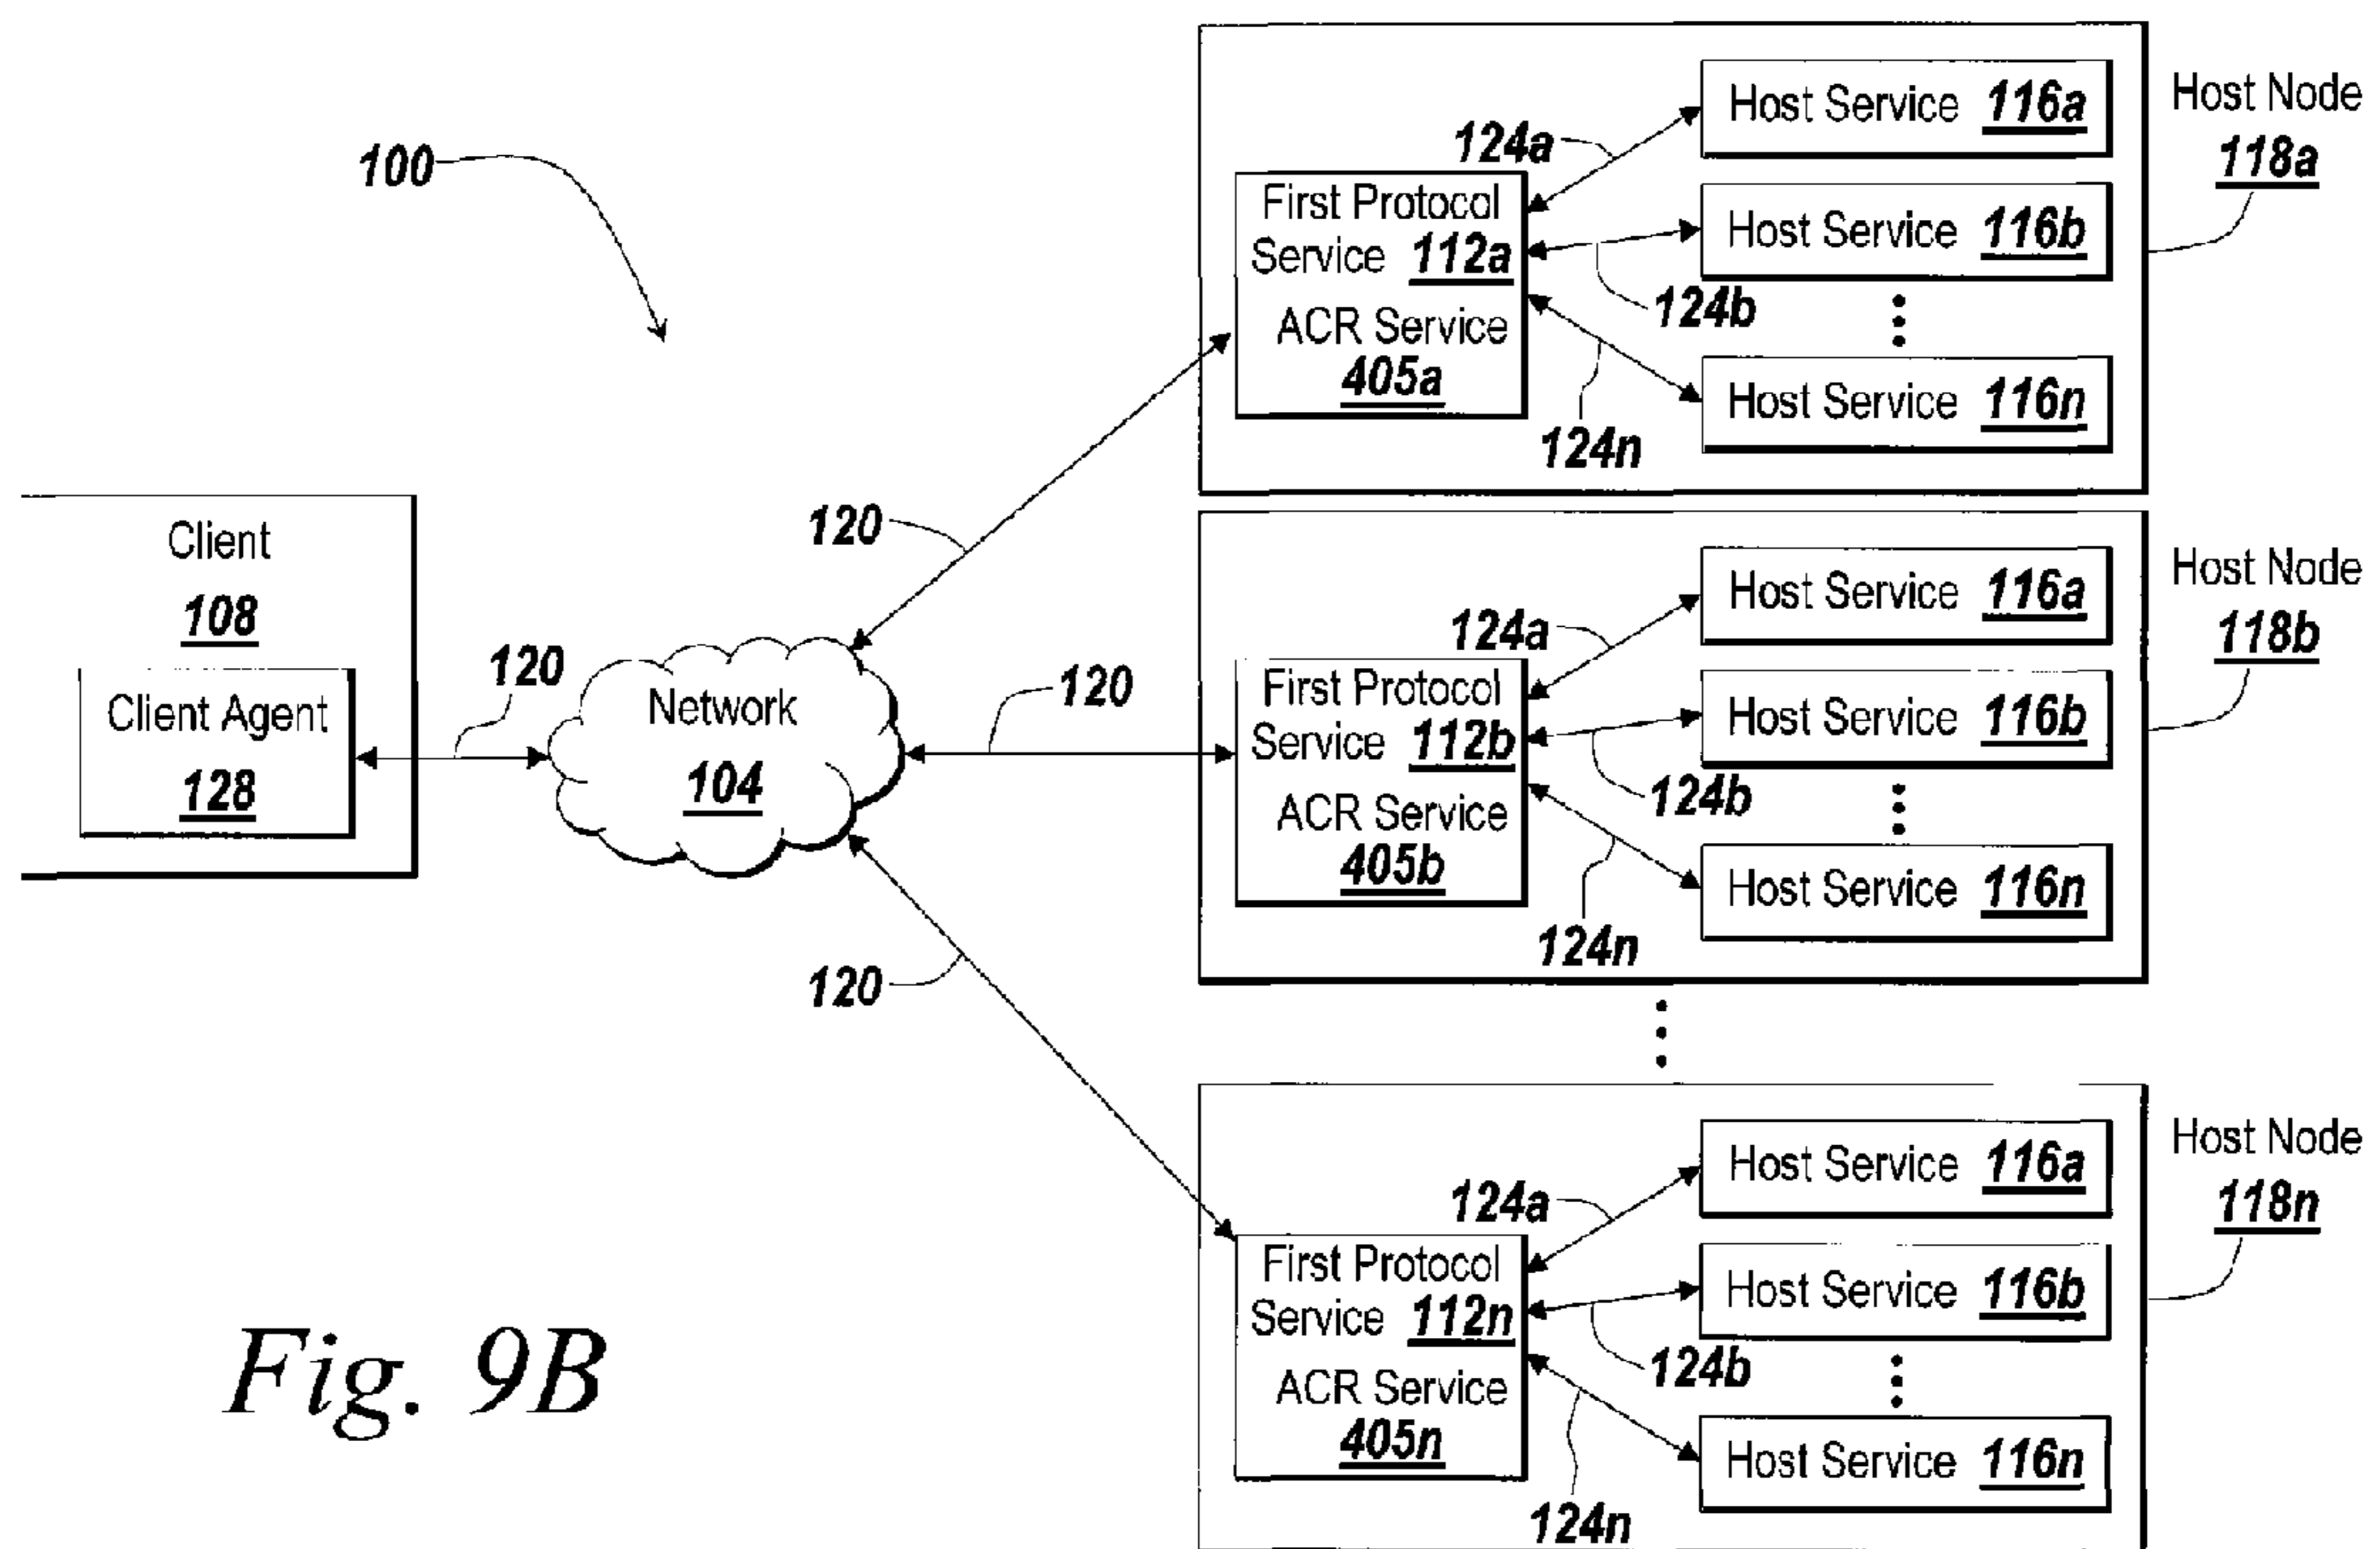 100
Client
108
Client Agent
128
120
Network
104
120
120
120
First Protocol
Service 112a
ACR Service
405a
124a
124b
124n
Host Service 116a
Host Service 116b
Host Service 116n
Host Node
118a
First Protocol
Service 112b
ACR Service
405b
124a
124b
124n
Host Service 116a
Host Service 116b
Host Service 116n
Host Node
118b
First Protocol
Service 112n
ACR Service
405n
124a
124b
124n
Host Service 116a
Host Service 116b
Host Service 116n
Host Node
118n
Fig. 9B